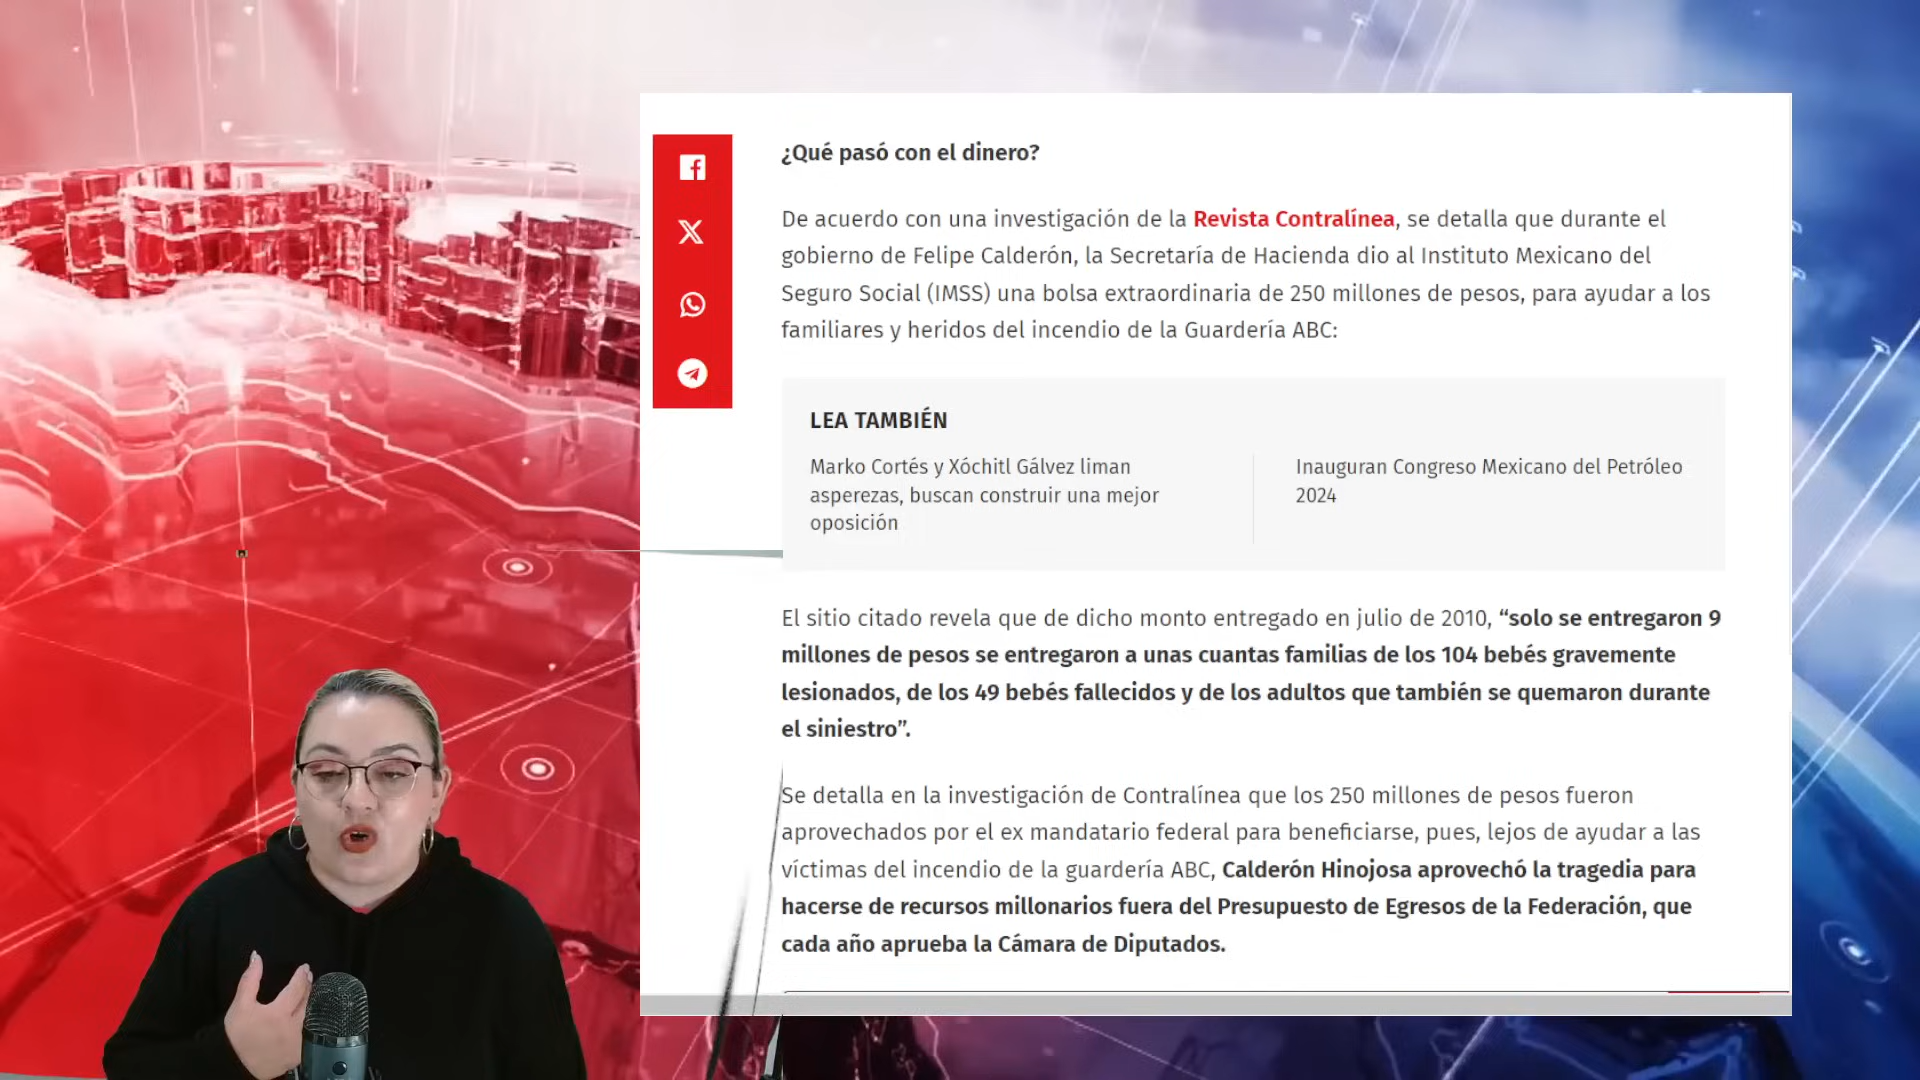 ¿Qué pasó con el dinero?
De acuerdo con una investigación de la Revista Contralínea, se detalla que durante el
gobierno de Felipe Calderón, la Secretaría de Hacienda dio al Instituto Mexicano del
Seguro Social (IMSS) una bolsa extraordinaria de 250 millones de pesos, para ayudar a los
familiares y heridos del incendio de la Guardería ABC:
LEA TAMBIÉN
Marko Cortés y Xóchitl Gálvez liman
asperezas, buscan construir una mejor
oposición
Inauguran Congreso Mexicano del Petróleo
2024
El sitio citado revela que de dicho monto entregado en julio de 2010, “solo se entregaron 9
millones de pesos se entregaron a unas cuantas familias de los 104 bebés gravemente
lesionados, de los 49 bebés fallecidos y de los adultos que también se quemaron durante
el siniestro”.
Se detalla en la investigación de Contralínea que los 250 millones de pesos fueron
aprovechados por el ex mandatario federal para beneficiarse, pues, lejos de ayudar a las
víctimas del incendio de la guardería ABC, Calderón Hinojosa aprovechó la tragedia para
hacerse de recursos millonarios fuera del Presupuesto de Egresos de la Federación, que
cada año aprueba la Cámara de Diputados.